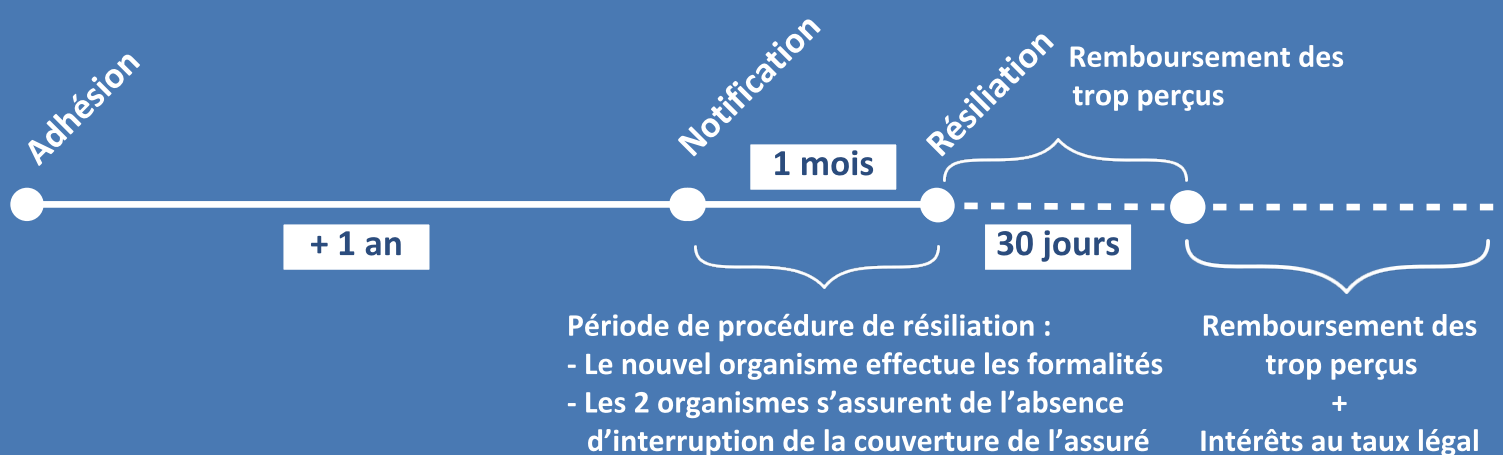 Adhésion
Notification
Résiliation
Remboursement des
trop perçus
1 mois
+ 1 an
30 jours
Période de procédure de résiliation :
- Le nouvel organisme effectue les formalités
- Les 2 organismes s’assurent de l’absence
d’interruption de la couverture de l’assuré
Remboursement des
trop perçus
+
Intérêts au taux légal